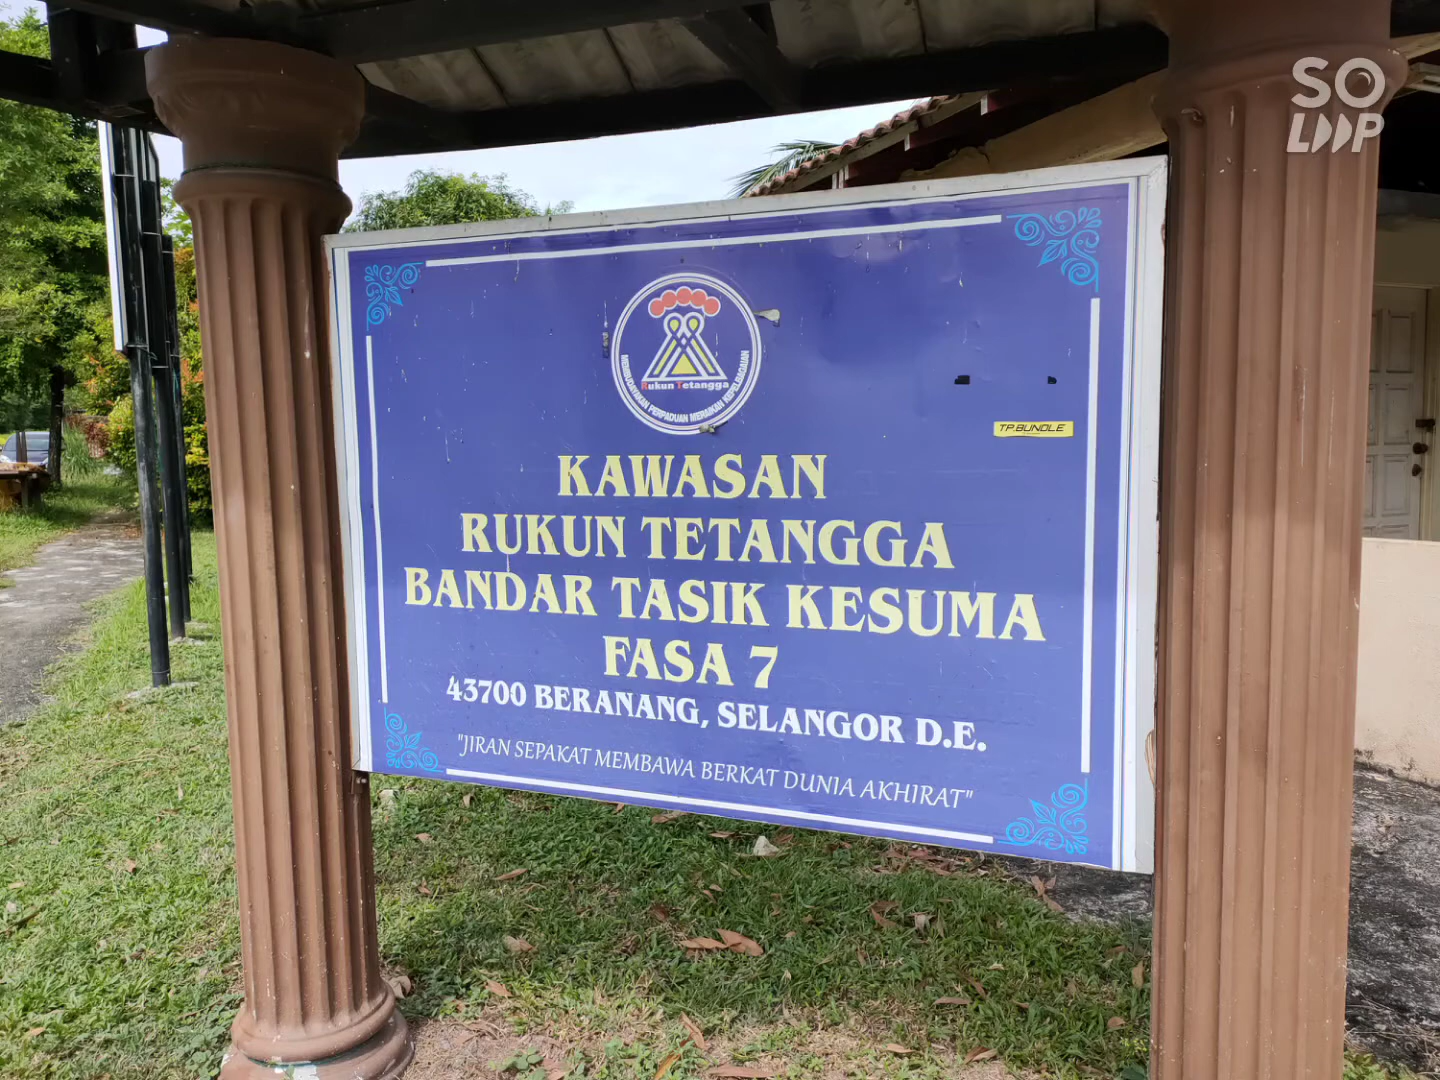 SO
LOOP
Rukun Tetangga
MEMBUDAYAKAN PERPADUAN MERAIKAN KEPELBAGAIAN
TP.BUNDLE
KAWASAN
RUKUN TETANGGA
BANDAR TASIK KESUMA
FASA 7
43700 BERANANG, SELANGOR D.E.
"JIRAN SEPAKAT MEMBAWA BERKAT DUNIA AKHIRAT"